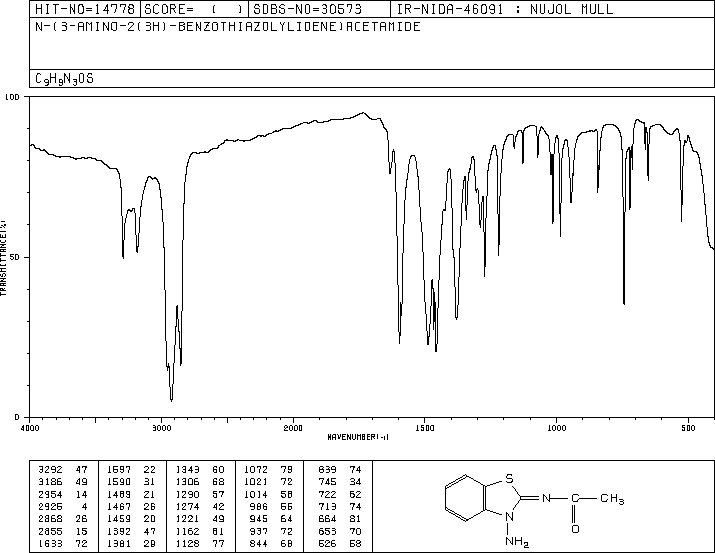 HIT-NO=14778 SCORE= ( ) SDBS-NO=30573 IR-NIDA-46091 : NUJOL MULL
N-(3-AMINO-2(3H)-BENZOTHIAZOLYLIDENE)ACETAMIDE
C9H9N3OS
100
50
0
TRANSMITTANCE(%)
4000 3000 2000 1500 1000 500
WAVENUMBER(-1)
3292 47 1597 22 1343 60 1072 79 839 74
3186 49 1590 31 1306 68 1021 72 745 34
2954 14 1489 21 1290 57 1014 58 722 62
2925 4 1467 26 1274 42 986 55 713 74
2868 26 1459 20 1221 49 945 64 664 81
2855 15 1392 47 1162 81 937 72 653 70
1633 72 1381 29 1128 77 844 68 526 58
S
N C CH3
N O
NH2